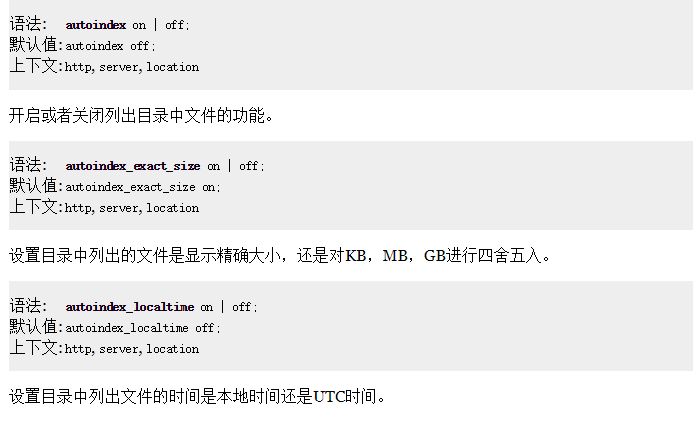 语法: autoindex on | off;
默认值:autoindex off;
上下文:http, server, location
开启或者关闭列出目录中文件的功能。
语法: autoindex_exact_size on | off;
默认值:autoindex_exact_size on;
上下文:http, server, location
设置目录中列出的文件是显示精确大小，还是对KB，MB，GB进行四舍五入。
语法: autoindex_localtime on | off;
默认值:autoindex_localtime off;
上下文:http, server, location
设置目录中列出文件的时间是本地时间还是UTC时间。